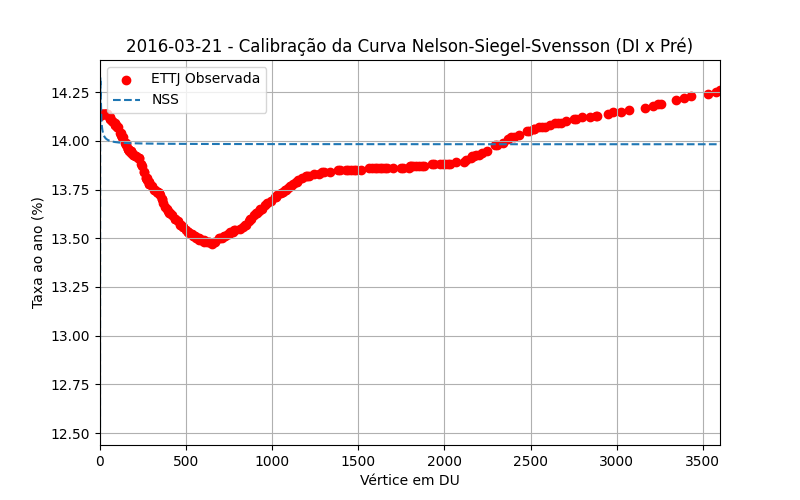 2016-03-21 - Calibração da Curva Nelson-Siegel-Svensson (DI x Pré)
ETTJ Observada
NSS
Taxa ao ano (%)
14.25
14.00
13.75
13.50
13.25
13.00
12.75
12.50
0 500 1000 1500 2000 2500 3000 3500
Vértice em DU